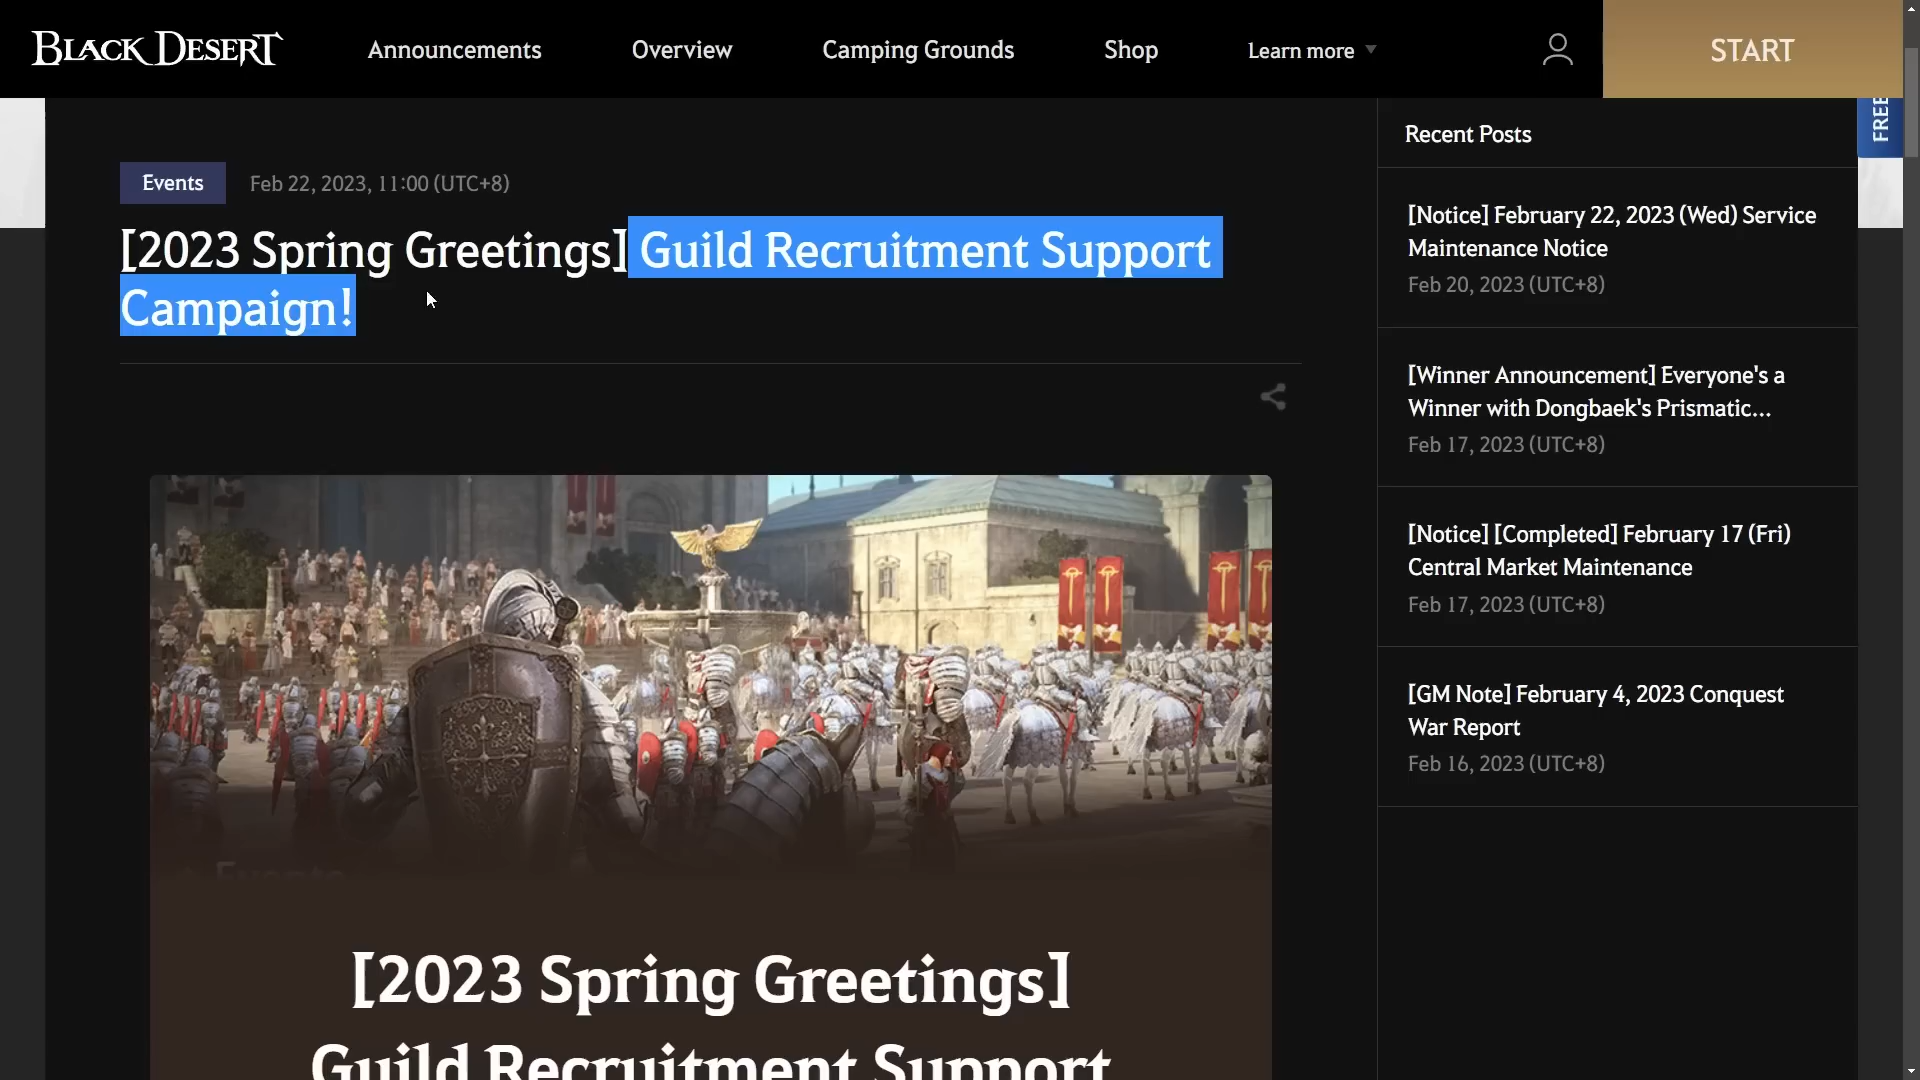 BLACK DESERT
Announcements
Overview
Camping Grounds
Shop
Learn more
START
FREE
Events
Feb 22, 2023, 11:00 (UTC+8)
[2023 Spring Greetings] Guild Recruitment Support
Campaign!
[2023 Spring Greetings]
Guild Recruitment Support
Recent Posts
[Notice] February 22, 2023 (Wed) Service
Maintenance Notice
Feb 20, 2023 (UTC+8)
[Winner Announcement] Everyone's a
Winner with Dongbaek's Prismatic...
Feb 17, 2023 (UTC+8)
[Notice] [Completed] February 17 (Fri)
Central Market Maintenance
Feb 17, 2023 (UTC+8)
[GM Note] February 4, 2023 Conquest
War Report
Feb 16, 2023 (UTC+8)